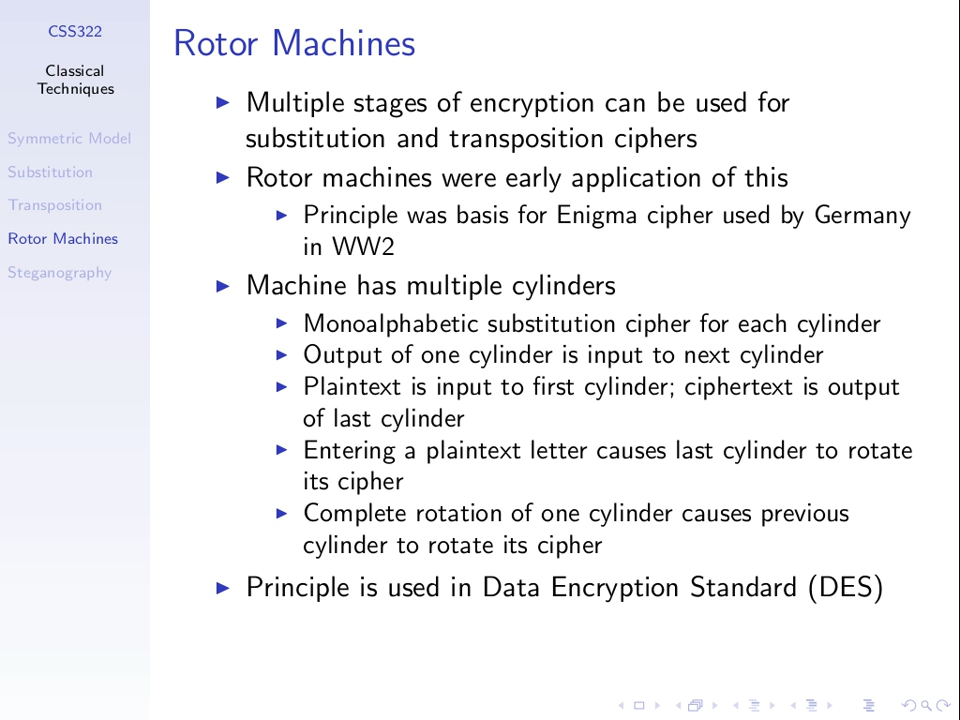 CSS322
Classical
Techniques
Symmetric Model
Substitution
Transposition
Rotor Machines
Steganography
Rotor Machines
Multiple stages of encryption can be used for
substitution and transposition ciphers
Rotor machines were early application of this
Principle was basis for Enigma cipher used by Germany
in WW2
Machine has multiple cylinders
Monoalphabetic substitution cipher for each cylinder
Output of one cylinder is input to next cylinder
Plaintext is input to first cylinder; ciphertext is output
of last cylinder
Entering a plaintext letter causes last cylinder to rotate
its cipher
Complete rotation of one cylinder causes previous
cylinder to rotate its cipher
Principle is used in Data Encryption Standard (DES)